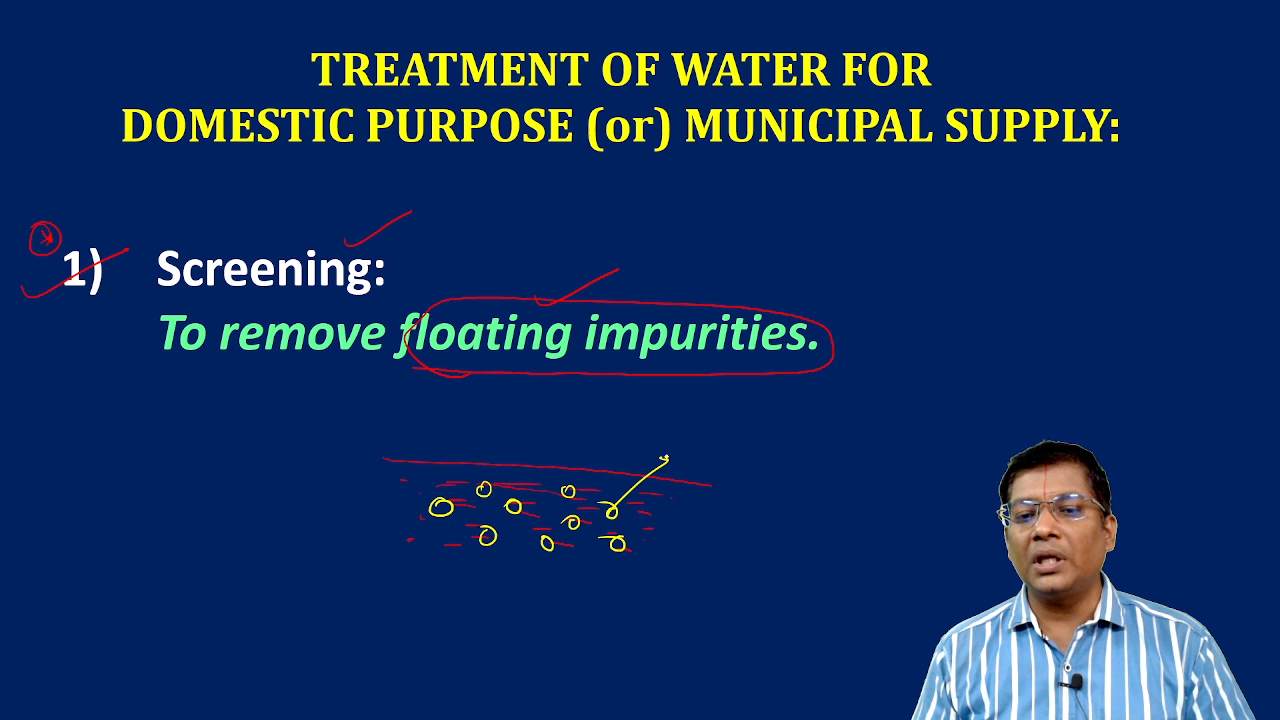 TREATMENT OF WATER FOR
DOMESTIC PURPOSE (or) MUNICIPAL SUPPLY:
1) Screening:
To remove floating impurities.